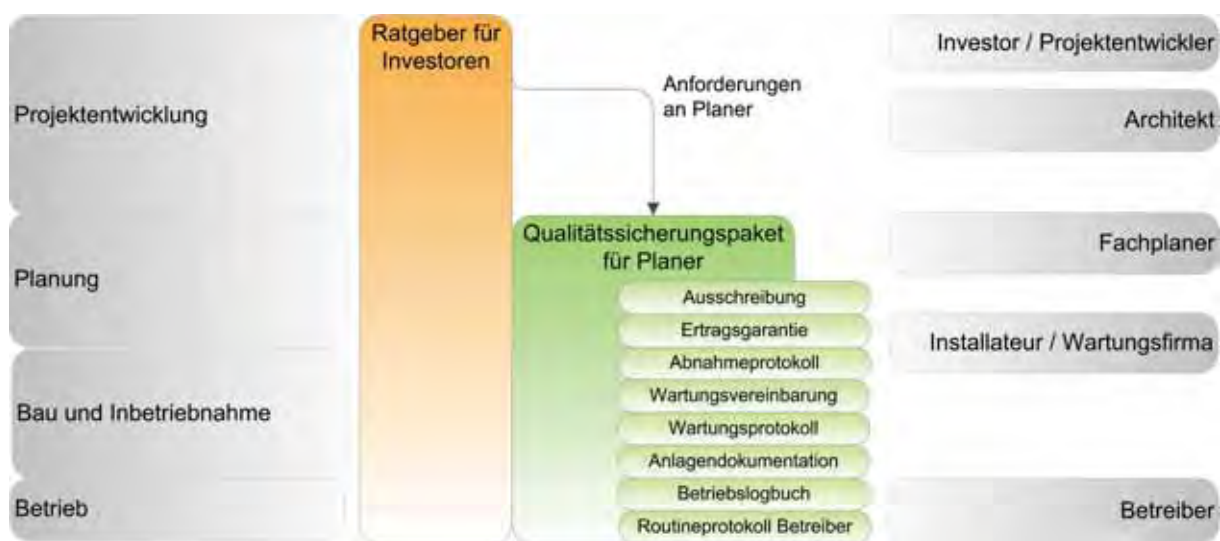 Projektentwicklung
Planung
Bau und Inbetriebnahme
Betrieb
Ratgeber für
Investoren
Anforderungen
an Planer
Qualitätssicherungspaket
für Planer
Ausschreibung
Ertragsgarantie
Abnahmeprotokoll
Wartungsvereinbarung
Wartungsprotokoll
Anlagendokumentation
Betriebslogbuch
Routineprotokoll Betreiber
Investor / Projektentwickler
Architekt
Fachplaner
Installateur / Wartungsfirma
Betreiber